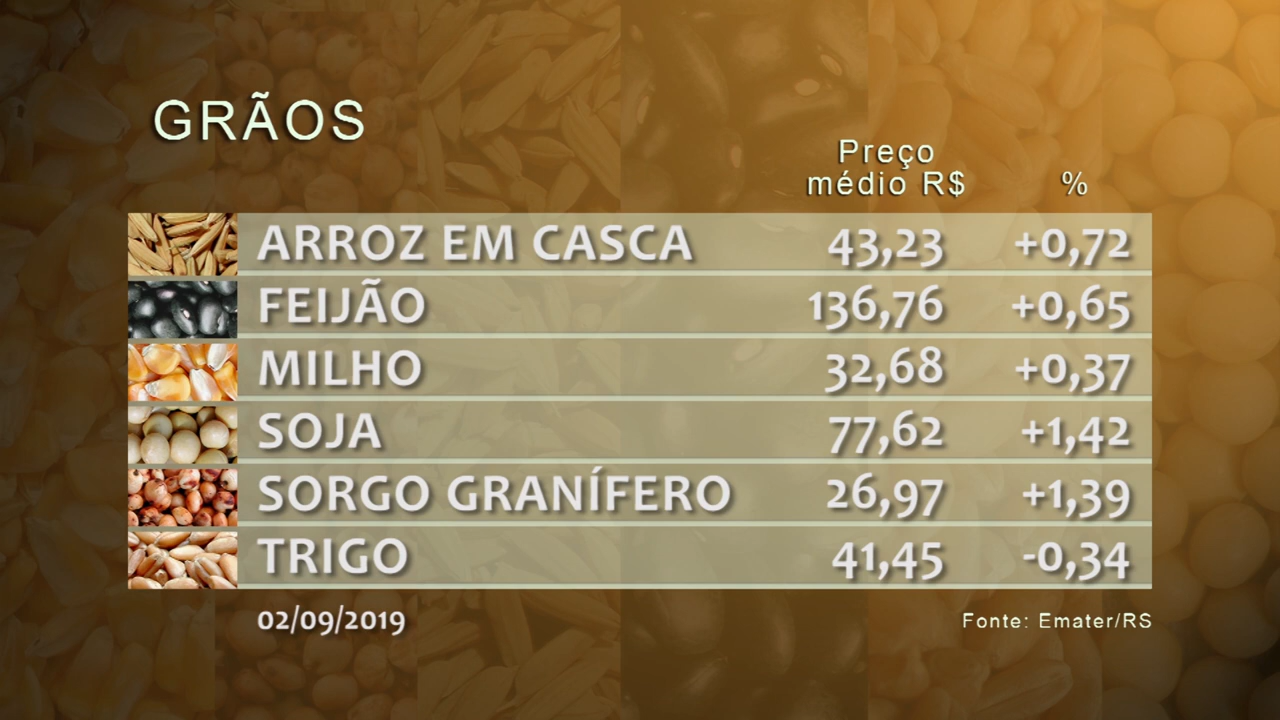 GRÃOS
Preço
médio R$ %
ARROZ EM CASCA 43,23 +0,72
FEIJÃO 136,76 +0,65
MILHO 32,68 +0,37
SOJA 77,62 +1,42
SORGO GRANÍFERO 26,97 +1,39
TRIGO 41,45 -0,34
02/09/2019 Fonte: Emater/RS